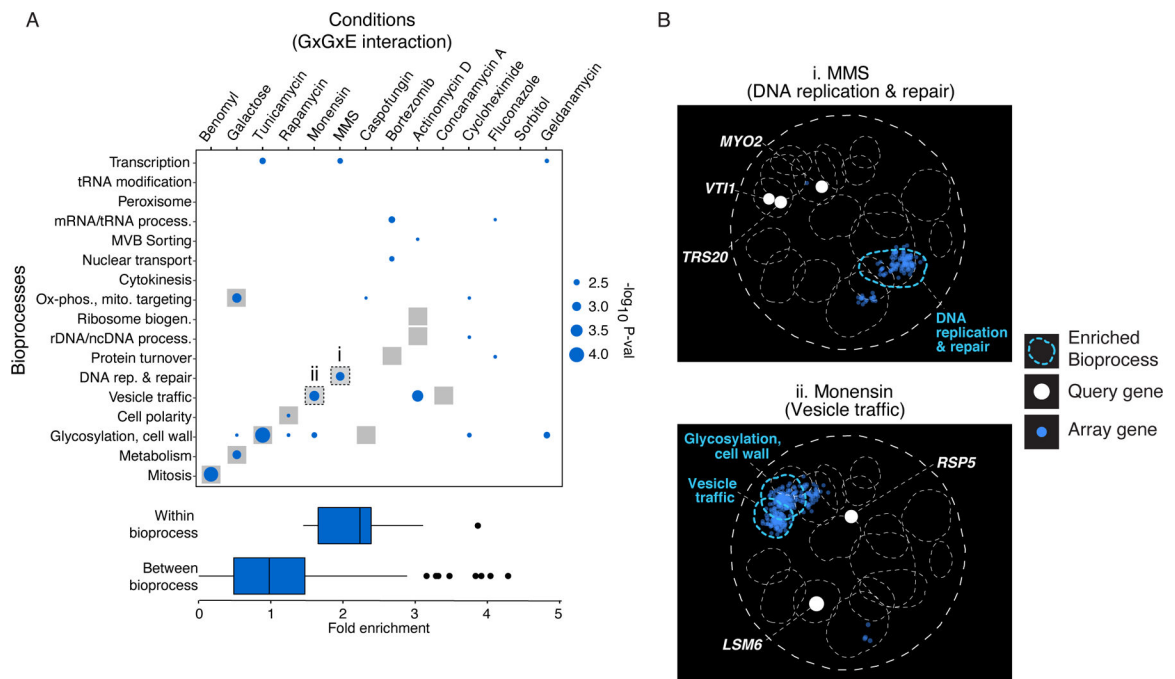 A
Conditions
(GxGxE interaction)
Benomyl
Galactose
Tunicamycin
Rapamycin
Monensin
MMS
Caspofungin
Bortezomib
Actinomycin D
Concanamycin A
Cycloheximide
Fluconazole
Sorbitol
Geldanamycin
Bioprocesses
Transcription
tRNA modification
Peroxisome
mRNA/tRNA process.
MVB Sorting
Nuclear transport
Cytokinesis
Ox-phos., mito. targeting
Ribosome biogen.
rDNA/ncDNA process.
Protein turnover
DNA rep. & repair
Vesicle traffic
Cell polarity
Glycosylation, cell wall
Metabolism
Mitosis
i
ii
2.5
3.0
3.5
4.0
-log10 P-val
Within
bioprocess
Between
bioprocess
0 1 2 3 4 5
Fold enrichment
B
i. MMS
(DNA replication & repair)
MYO2
VTI1
TRS20
DNA
replication
& repair
ii. Monensin
(Vesicle traffic)
Glycosylation,
cell wall
Vesicle
traffic
RSP5
LSM6
Enriched
Bioprocess
Query gene
Array gene